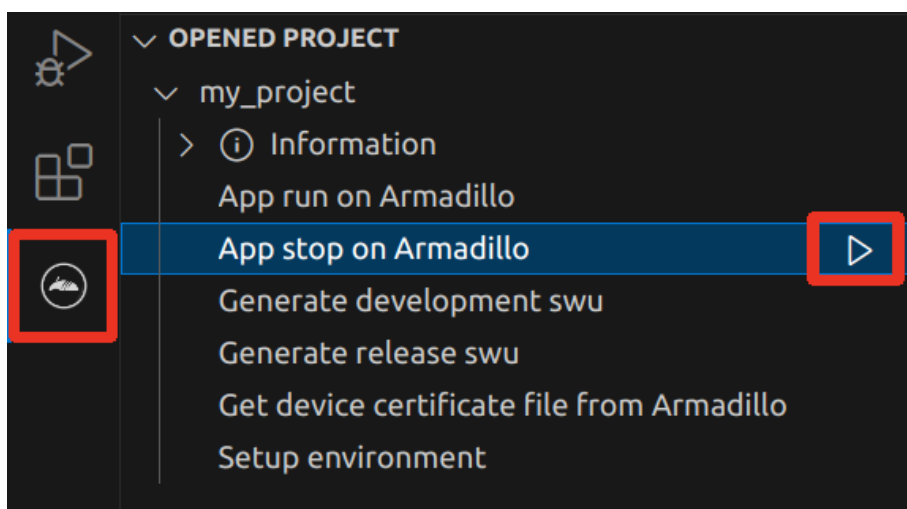 OPENED PROJECT
my_project
Information
App run on Armadillo
App stop on Armadillo
Generate development swu
Generate release swu
Get device certificate file from Armadillo
Setup environment